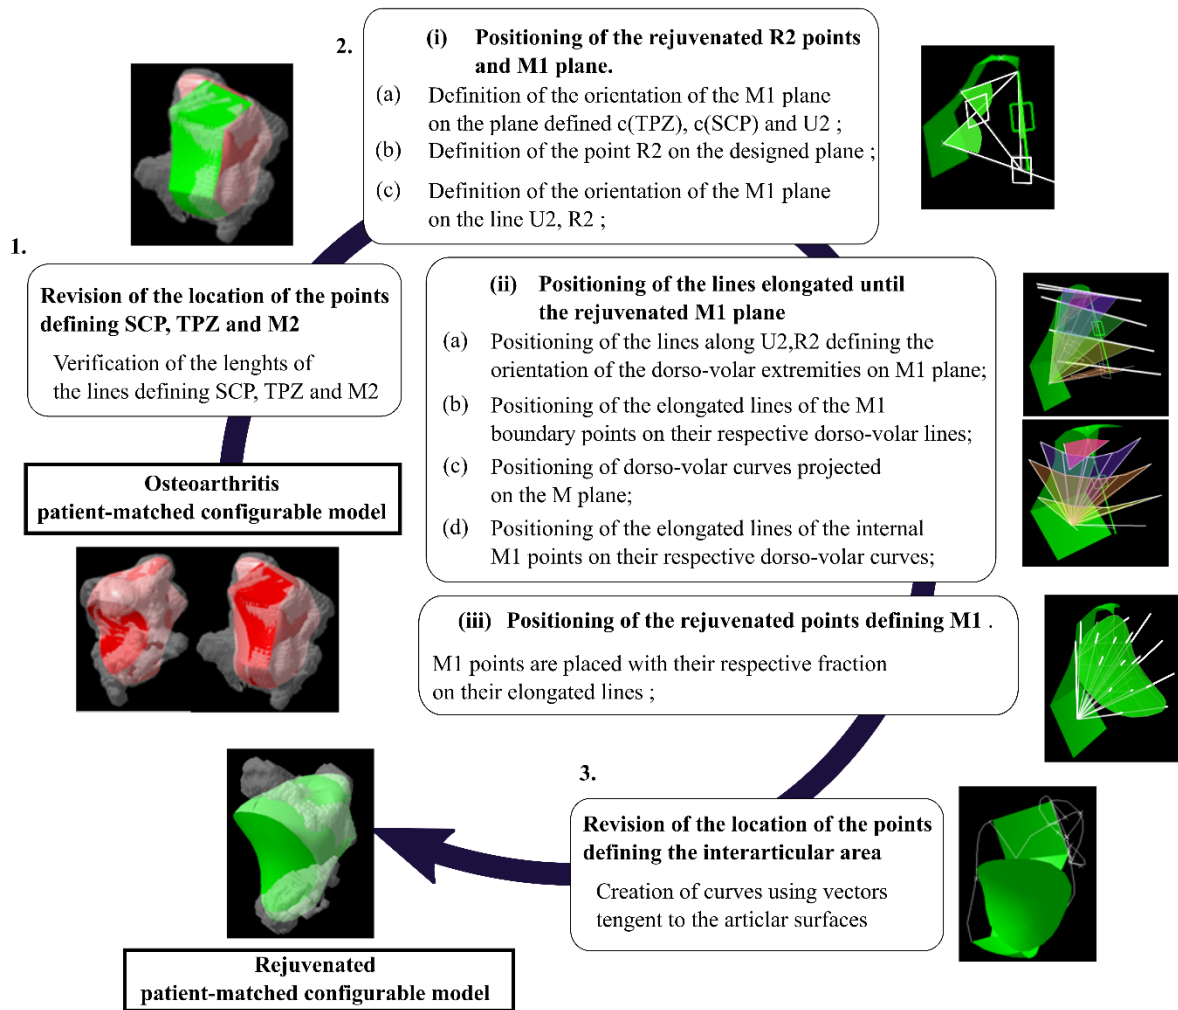 1.
Revision of the location of the points
defining SCP, TPZ and M2
Verification of the lenghts of
the lines defining SCP, TPZ and M2
Osteoarthritis
patient-matched configurable model
2.
(i) Positioning of the rejuvenated R2 points
and M1 plane.
(a) Definition of the orientation of the M1 plane
on the plane defined c(TPZ), c(SCP) and U2 ;
(b) Definition of the point R2 on the designed plane ;
(c) Definition of the orientation of the M1 plane
on the line U2, R2 ;
(ii) Positioning of the lines elongated until
the rejuvenated M1 plane
(a) Positioning of the lines along U2,R2 defining the
orientation of the dorso-volar extremities on M1 plane;
(b) Positioning of the elongated lines of the M1
boundary points on their respective dorso-volar lines;
(c) Positioning of dorso-volar curves projected
on the M plane;
(d) Positioning of the elongated lines of the internal
M1 points on their respective dorso-volar curves;
(iii) Positioning of the rejuvenated points defining M1 .
M1 points are placed with their respective fraction
on their elongated lines ;
3.
Revision of the location of the points
defining the interarticular area
Creation of curves using vectors
tengent to the articlar surfaces
Rejuvenated
patient-matched configurable model